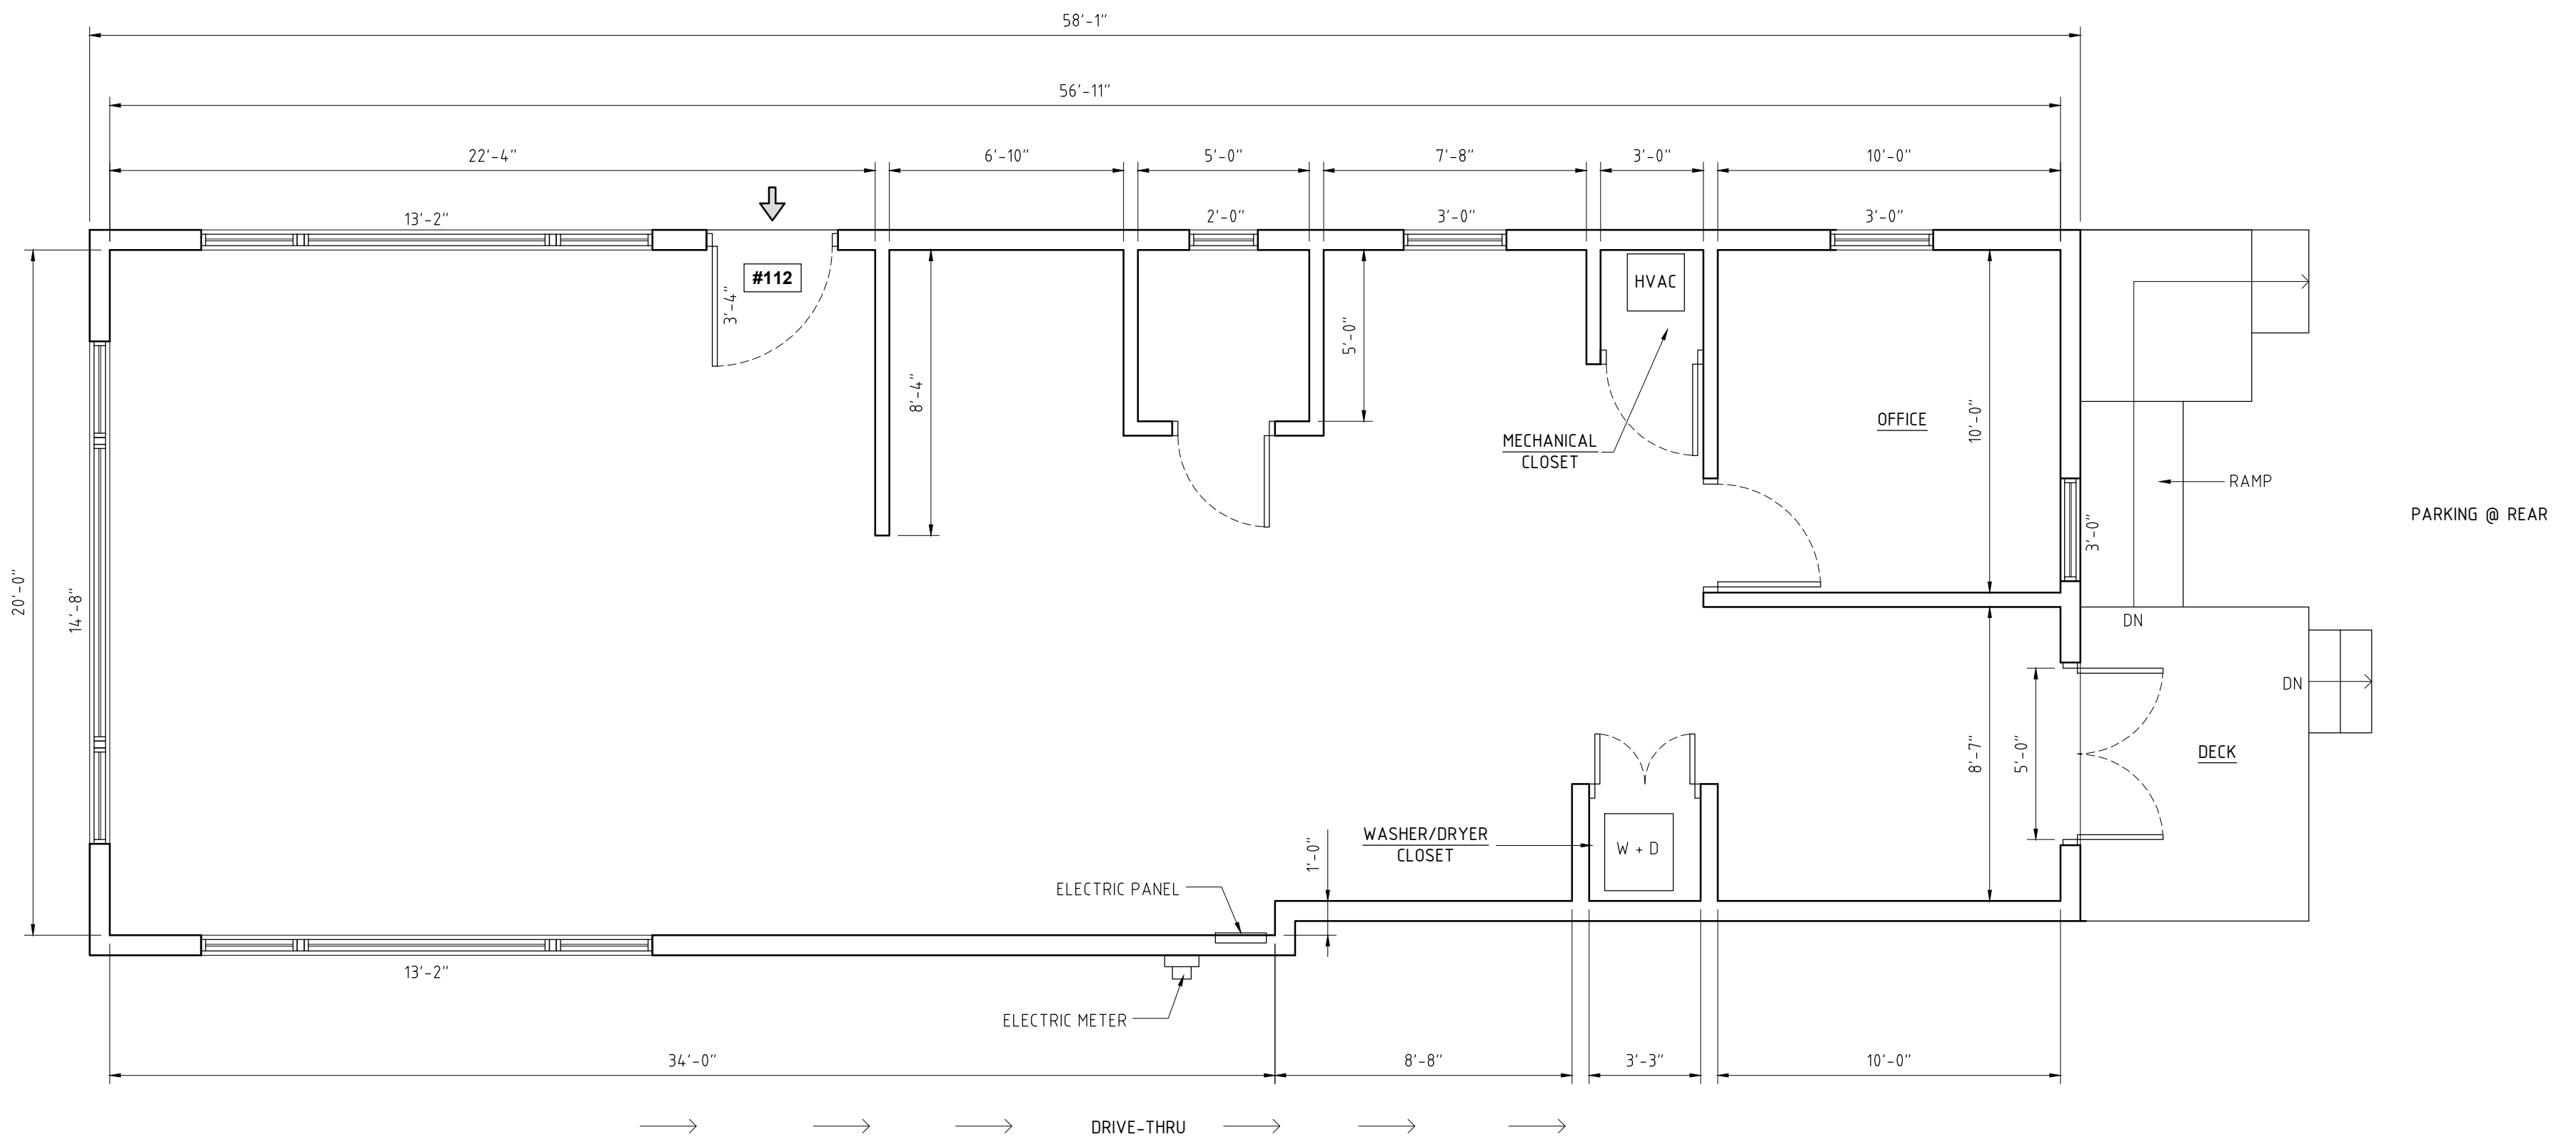 58'-1"
56'-11"
22'-4"
6'-10"
5'-0"
7'-8"
3'-0"
10'-0"
13'-2"
2'-0"
3'-0"
3'-0"
#112
3'-4"
HVAC
5'-0"
8'-4"
OFFICE
10'-0"
MECHANICAL
CLOSET
RAMP
PARKING @ REAR
3'-0"
20'-0"
14'-8"
DN
DN
8'-7"
5'-0"
DECK
WASHER/DRYER
CLOSET
W + D
1'-0"
ELECTRIC PANEL
13'-2"
ELECTRIC METER
34'-0"
8'-8"
3'-3"
10'-0"
DRIVE-THRU